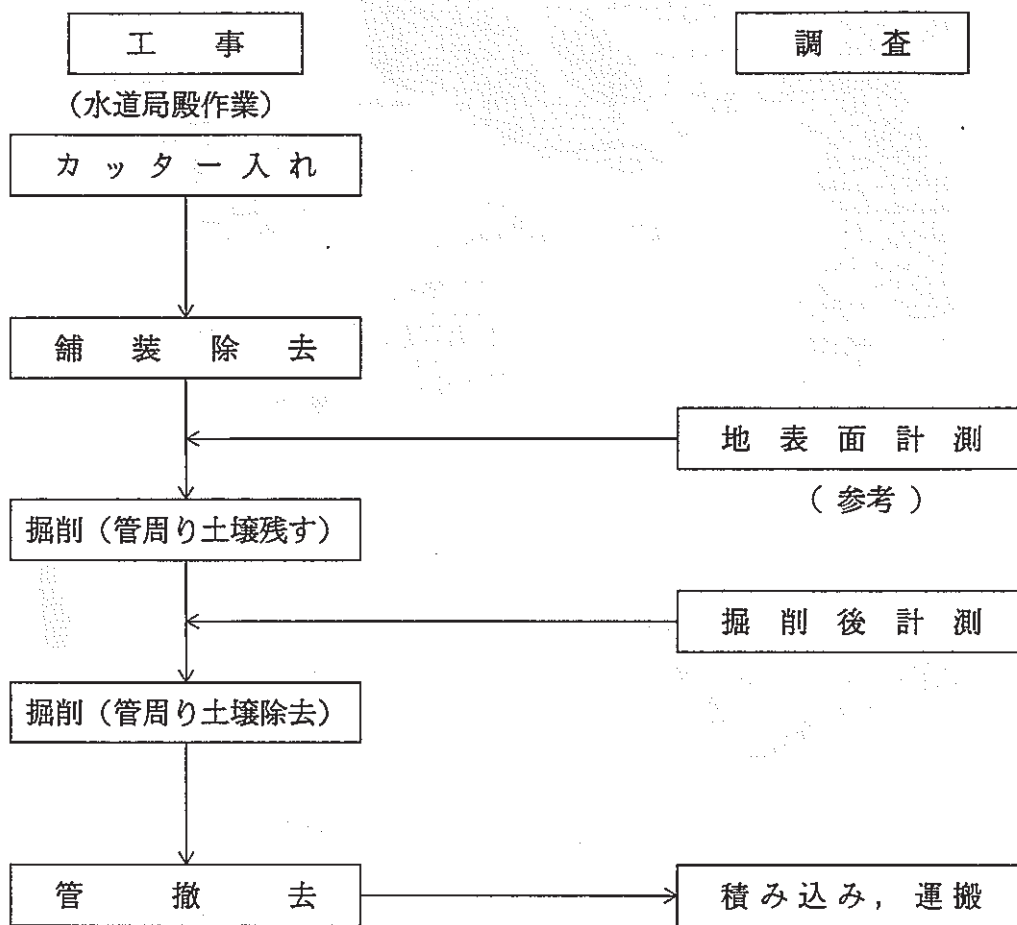 工事
調査
(水道局殿作業)
カッター入れ
舗装除去
地表面計測
(参考)
掘削(管周り土壌残す)
掘削後計測
掘削(管周り土壌除去)
管撤去
積み込み,運搬